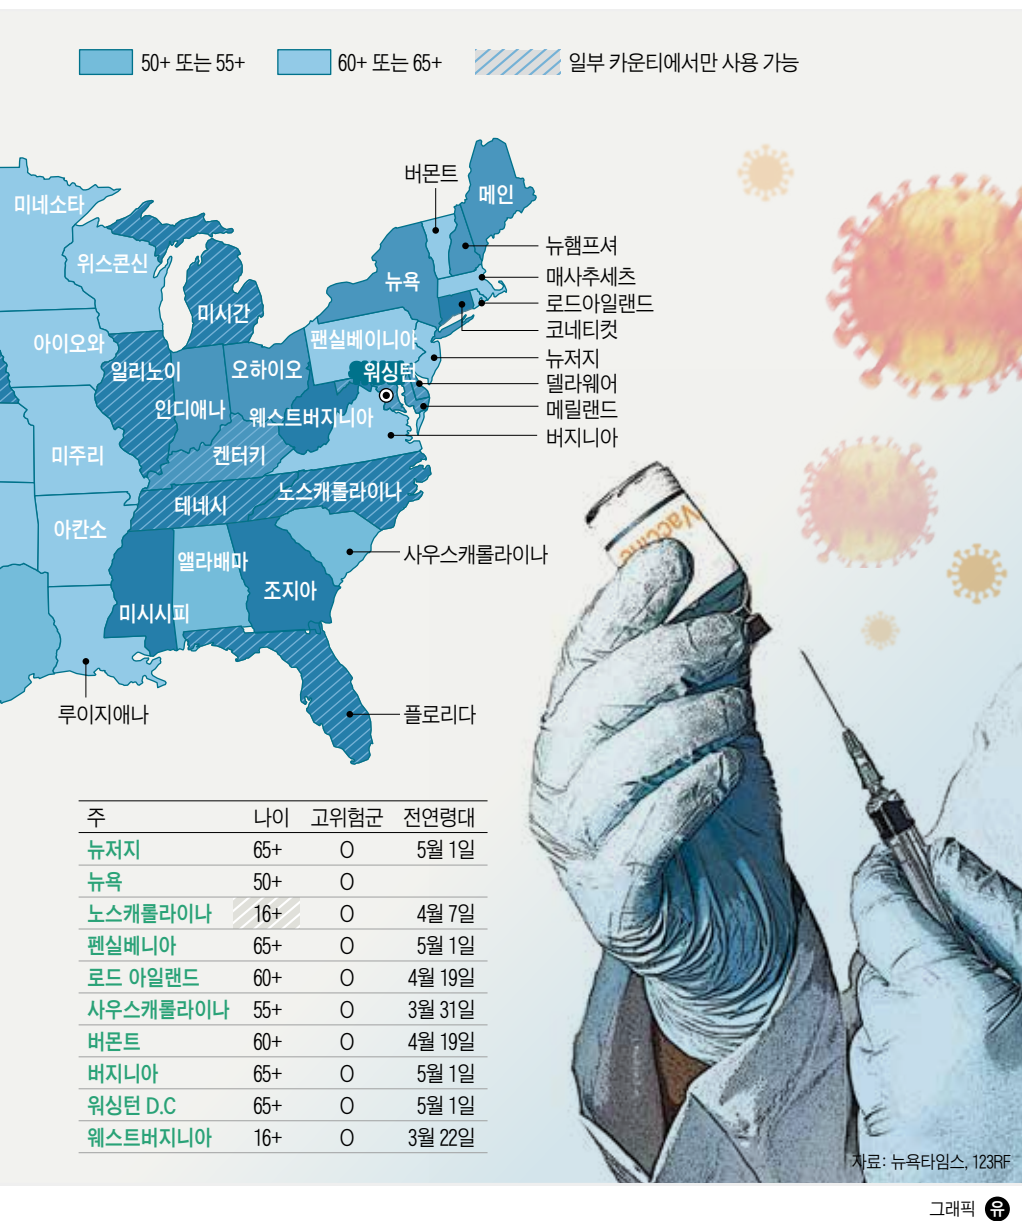 50+ 또는 55+
60+ 또는 65+
일부 카운티에서만 사용 가능
버몬트
메인
미네소타
위스콘신
뉴햄프셔
뉴욕
매사추세츠
미시간
로드아일랜드
코네티컷
아이오와
팬실베이니아
뉴저지
일리노이
오하이오
워싱턴
델라웨어
인디애나
웨스트버지니아
메릴랜드
버지니아
미주리
켄터키
테네시
노스캐롤라이나
아칸소
앨라배마
사우스캐롤라이나
조지아
미시시피
루이지애나
플로리다
Vaccine
주 나이 고위험군 전연령대
뉴저지 65+ O 5월 1일
뉴욕 50+ O
노스캐롤라이나 16+ O 4월 7일
펜실베니아 65+ O 5월 1일
로드 아일랜드 60+ O 4월 19일
사우스캐롤라이나 55+ O 3월 31일
버몬트 60+ O 4월 19일
버지니아 65+ O 5월 1일
워싱턴 D.C 65+ O 5월 1일
웨스트버지니아 16+ O 3월 22일
자료: 뉴욕타임스, 123RF
그래픽 유